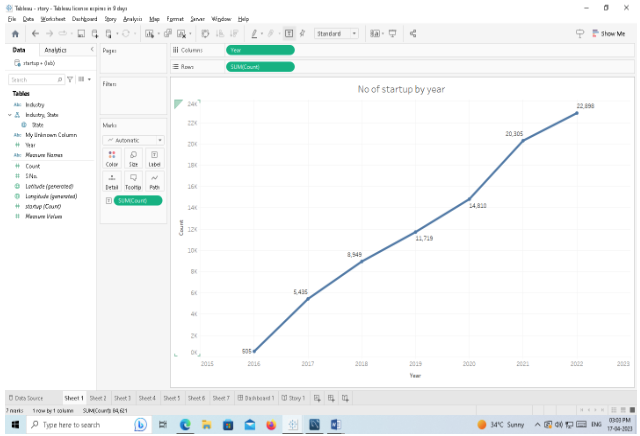 Tableau - story - Tableau license expires in 9 days
File Data Worksheet Dashboard Story Analysis Map Format Server Window Help
Standard
Show Me
Data Analytics
Pages
Columns Year
Rows SUM(Count)
startup+ (lab)
Search
Filters
Tables
Abc Industry
Industry, State
State
Abc My Unknown Column
# Year
Abc Measure Names
# Count
# S.No.
Latitude (generated)
Longitude (generated)
# startup (Count)
# Measure Values
Marks
Automatic
Color Size Label
Detail Tooltip Path
SUM(Count)
No of startup by year
24K
22K
20K
18K
16K
14K
12K
10K
8K
6K
4K
2K
0K
Count
505
5,435
8,949
11,719
14,810
20,305
22,898
2015 2016 2017 2018 2019 2020 2021 2022 2023
Year
Data Source Sheet 1 Sheet 2 Sheet 3 Sheet 4 Sheet 5 Sheet 6 Sheet 7 Dashboard 1 Story 1
7 marks 1 row by 1 column SUM(Count): 84,621
Type here to search
34°C Sunny
ENG
03:03 PM
17-04-2023